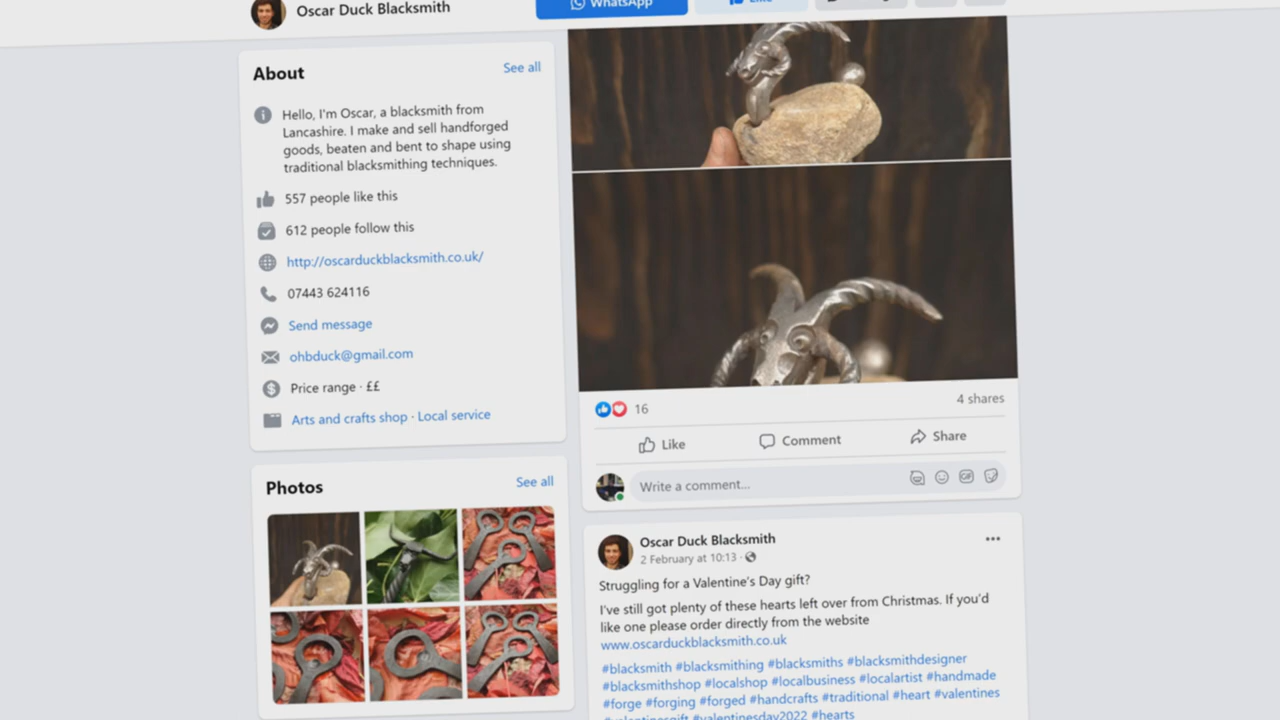 Oscar Duck Blacksmith
WhatsApp
Like
About
See all
Hello, I'm Oscar, a blacksmith from
Lancashire. I make and sell handforged
goods, beaten and bent to shape using
traditional blacksmithing techniques.
557 people like this
612 people follow this
http://oscarduckblacksmith.co.uk/
07443 624116
Send message
ohbduck@gmail.com
Price range · ££
Arts and crafts shop · Local service
Photos
See all
16
4 shares
Like
Comment
Share
Write a comment...
GIF
Oscar Duck Blacksmith
2 February at 10:13 ·
Struggling for a Valentine's Day gift?
I've still got plenty of these hearts left over from Christmas. If you'd
like one please order directly from the website
www.oscarduckblacksmith.co.uk
#blacksmith #blacksmithing #blacksmiths #blacksmithdesigner
#blacksmithshop #localshop #localbusiness #localartist #handmade
#forge #forging #forged #handcrafts #traditional #heart #valentines
#valentinesgift #valentinesday2022 #hearts